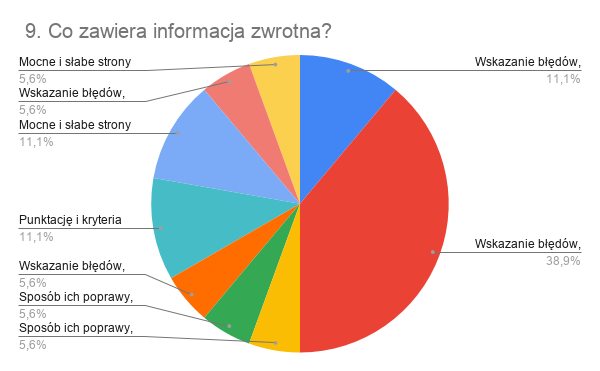 9. Co zawiera informacja zwrotna?
Mocne i słabe strony
5,6%
Wskazanie błędów,
5,6%
Mocne i słabe strony
11,1%
Punktację i kryteria
11,1%
Wskazanie błędów,
5,6%
Sposób ich poprawy,
5,6%
Sposób ich poprawy,
5,6%
Wskazanie błędów,
11,1%
Wskazanie błędów,
38,9%